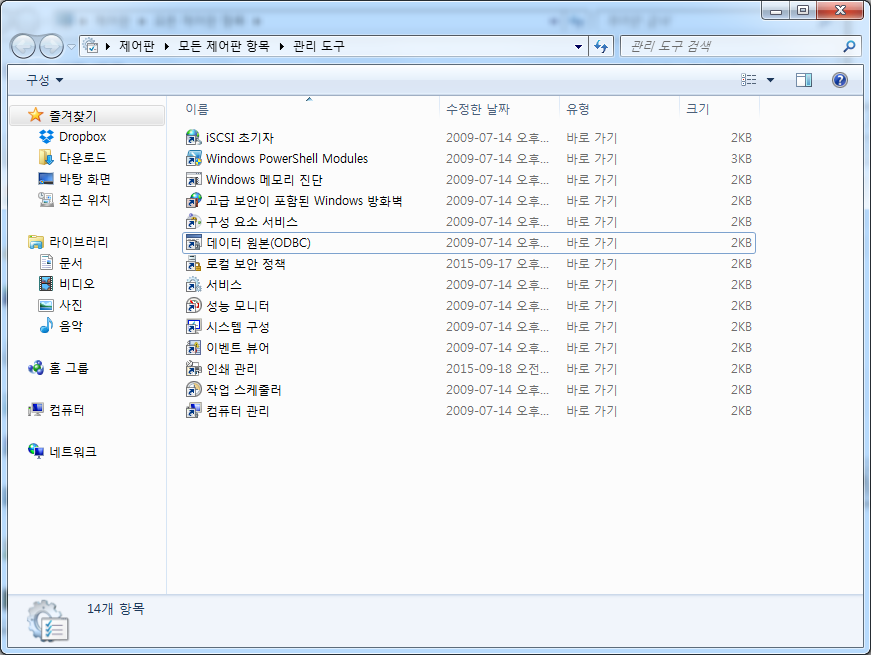 제어판 ▸ 모든 제어판 항목 ▸ 관리 도구
관리 도구 검색
구성
이름 수정한 날짜 유형 크기
즐겨찾기
Dropbox
다운로드
바탕 화면
최근 위치
라이브러리
문서
비디오
사진
음악
홈 그룹
컴퓨터
네트워크
iSCSI 초기자 2009-07-14 오후... 바로 가기 2KB
Windows PowerShell Modules 2009-07-14 오후... 바로 가기 3KB
Windows 메모리 진단 2009-07-14 오후... 바로 가기 2KB
고급 보안이 포함된 Windows 방화벽 2009-07-14 오후... 바로 가기 2KB
구성 요소 서비스 2009-07-14 오후... 바로 가기 2KB
데이터 원본(ODBC) 2009-07-14 오후... 바로 가기 2KB
로컬 보안 정책 2015-09-17 오후... 바로 가기 2KB
서비스 2009-07-14 오후... 바로 가기 2KB
성능 모니터 2009-07-14 오후... 바로 가기 2KB
시스템 구성 2009-07-14 오후... 바로 가기 2KB
이벤트 뷰어 2009-07-14 오후... 바로 가기 2KB
인쇄 관리 2015-09-18 오전... 바로 가기 2KB
작업 스케줄러 2009-07-14 오후... 바로 가기 2KB
컴퓨터 관리 2009-07-14 오후... 바로 가기 2KB
14개 항목